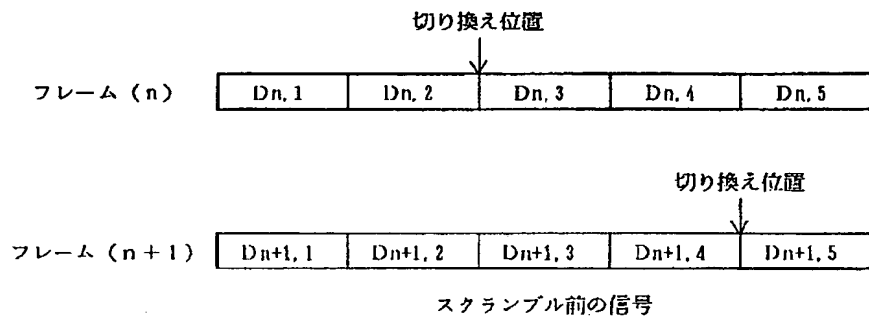 切り換え位置
フレーム (n) Dn, 1 Dn, 2 Dn, 3 Dn, 4 Dn, 5
切り換え位置
フレーム (n+1) Dn+1, 1 Dn+1, 2 Dn+1, 3 Dn+1, 4 Dn+1, 5
スクランブル前の信号